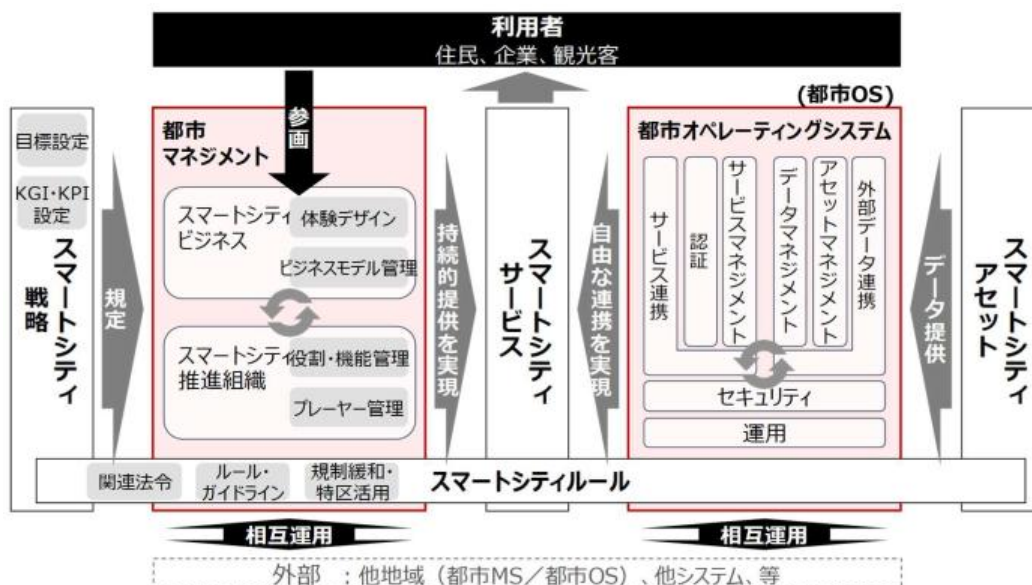 利用者
住民、企業、観光客
(都市OS)
目標設定
KGI・KPI
設定
スマートシティ
戦略
規定
都市
マネジメント
参画
スマートシティ
ビジネス
体験デザイン
ビジネスモデル管理
スマートシティ
推進組織
役割・機能管理
プレーヤー管理
持続的提供を実現
スマートシティ
サービス
自由な連携を実現
都市オペレーティングシステム
サービス連携
認証
サービスマネジメント
データマネジメント
アセットマネジメント
外部データ連携
セキュリティ
運用
データ提供
スマートシティ
アセット
関連法令
ルール・
ガイドライン
規制緩和・
特区活用
スマートシティルール
相互運用
相互運用
外部 ：他地域（都市MS／都市OS）、他システム、等